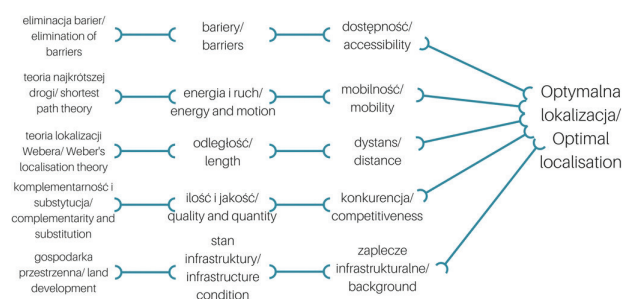 eliminacja barier/
elimination of
barriers
bariery/
barriers
dostępność/
accessibility
teoria najkrótszej
drogi/ shortest
path theory
energia i ruch/
energy and motion
mobilność/
mobility
teoria lokalizacji
Webera/ Weber's
localisation theory
odległość/
length
dystans/
distance
komplementarność i
substytucja/
complementarity and
substitution
ilość i jakość/
quality and quantity
konkurencja/
competitiveness
gospodarka
przestrzenna/ land
development
stan
infrastruktury/
infrastructure
condition
zaplecze
infrastrukturalne/
background
Optymalna
lokalizacja/
Optimal
localisation